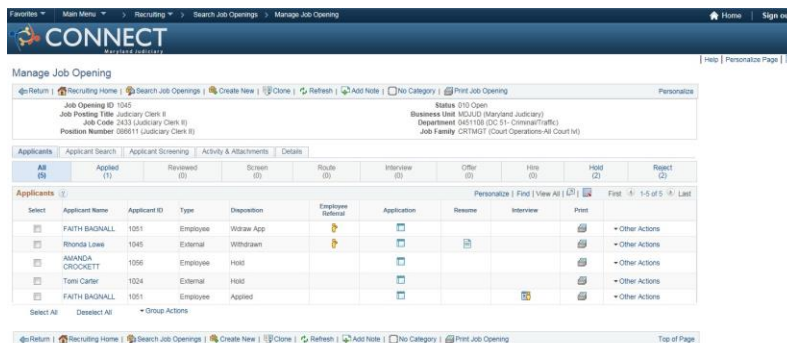 Favorites Main Menu > Recruiting > Search Job Openings > Manage Job Opening
Home | Sign ou
CONNECT
Maryland Judiciary
| Help | Personalize Page |
Manage Job Opening
Return | Recruiting Home | Search Job Openings | Create New | Clone | Refresh | Add Note | No Category | Print Job Opening Personalize
Job Opening ID 1045 Status 010 Open
Job Posting Title Judiciary Clerk II Business Unit MDJUD (Maryland Judiciary)
Job Code 2433 (Judiciary Clerk II) Department 0451108 (DC 51- Criminal/Traffic)
Position Number 086611 (Judiciary Clerk II) Job Family CRTMGT (Court Operations-All Court lvl)
Applicants Applicant Search Applicant Screening Activity & Attachments Details
All Applied Reviewed Screen Route Interview Offer Hire Hold Reject
(5) (1) (0) (0) (0) (0) (0) (0) (2) (2)
Applicants Personalize | Find | View All | First 1-5 of 5 Last
Select Applicant Name Applicant ID Type Disposition Employee Referral Application Resume Interview Print
FAITH BAGNALL 1051 Employee Wdraw App Other Actions
Rhonda Lowe 1045 External Withdrawn Other Actions
AMANDA CROCKETT 1056 Employee Hold Other Actions
Tomi Carter 1024 External Hold Other Actions
FAITH BAGNALL 1051 Employee Applied Other Actions
Select All Deselect All Group Actions
Return | Recruiting Home | Search Job Openings | Create New | Clone | Refresh | Add Note | No Category | Print Job Opening Top of Page